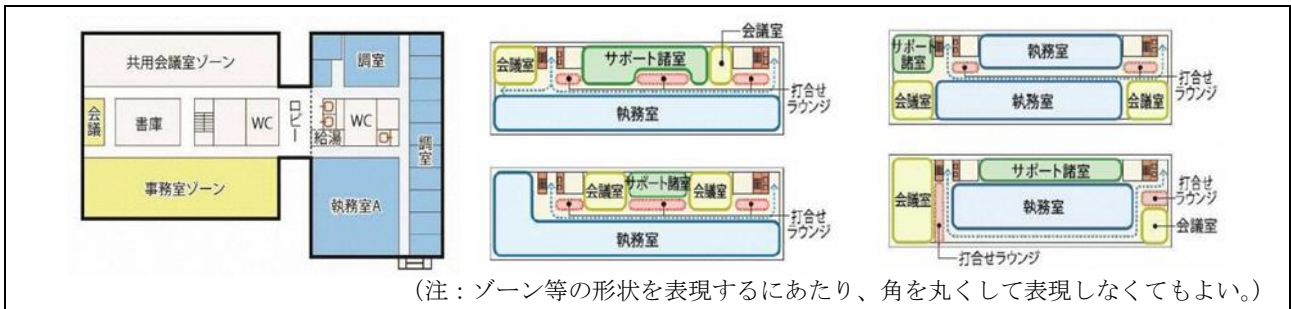 共用会議室ゾーン
調室
会議
書庫
WC
ロビー
給湯
WC
調室
事務室ゾーン
執務室A
会議室
会議室
サポート諸室
打合せ
ラウンジ
執務室
会議室
サポート諸室
会議室
打合せ
ラウンジ
執務室
サポート
諸室
執務室
打合せ
ラウンジ
会議室
執務室
会議室
会議室
サポート諸室
打合せ
ラウンジ
執務室
会議室
打合せラウンジ
（注：ゾーン等の形状を表現するにあたり、角を丸くして表現しなくてもよい。）